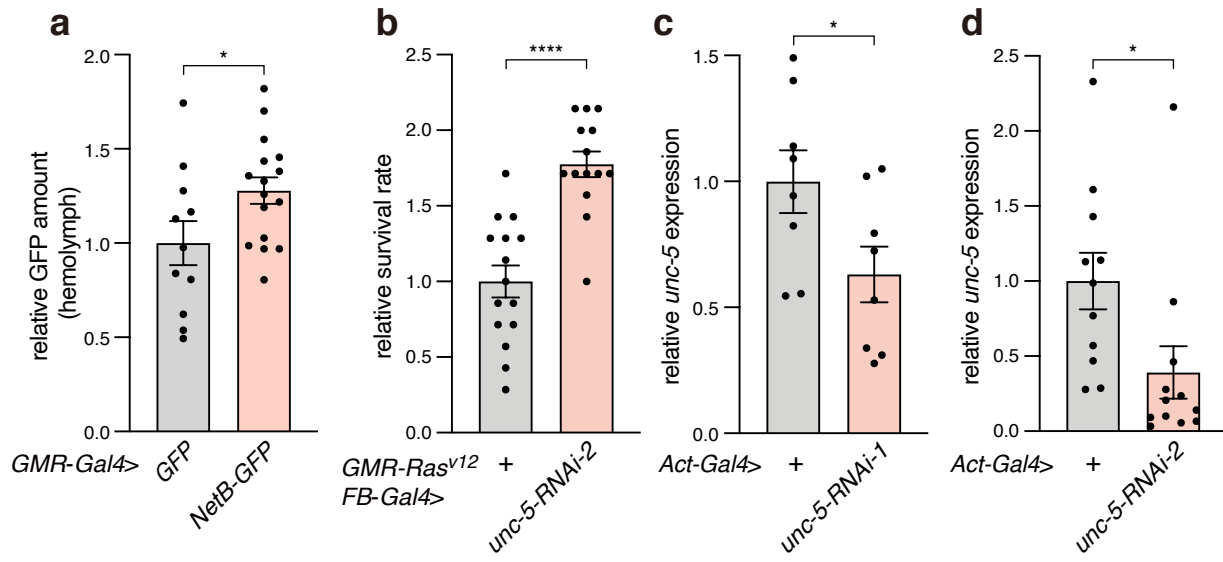 a
relative GFP amount
(hemolymph)
2.0
1.5
1.0
0.5
0.0
*
GMR-Gal4>
GFP
NetB-GFP
b
relative survival rate
2.5
2.0
1.5
1.0
0.5
0.0
****
GMR-Rasv12
FB-Gal4>
+
unc-5-RNAi-2
c
relative unc-5 expression
1.5
1.0
0.5
0.0
*
Act-Gal4>
+
unc-5-RNAi-1
d
relative unc-5 expression
2.5
2.0
1.5
1.0
0.5
0.0
*
Act-Gal4>
+
unc-5-RNAi-2